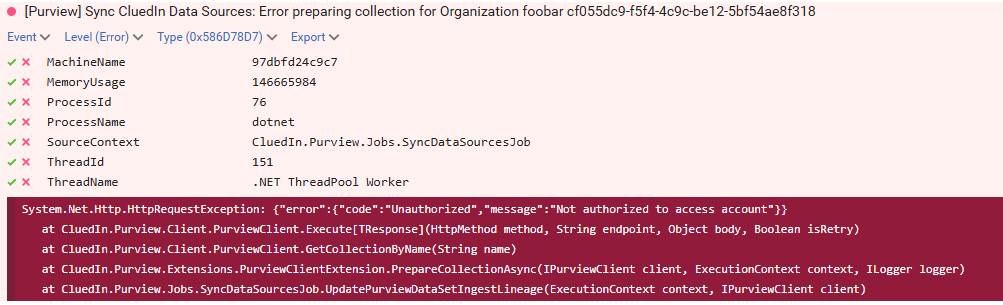 [Purview] Sync CluedIn Data Sources: Error preparing collection for Organization foobar cf055dc9-f5f4-4c9c-be12-5bf54ae8f318
Event Level (Error) Type (0x586D78D7) Export
MachineName 97dbfd24c9c7
MemoryUsage 146665984
ProcessId 76
ProcessName dotnet
SourceContext CluedIn.Purview.Jobs.SyncDataSourcesJob
ThreadId 151
ThreadName .NET ThreadPool Worker
System.Net.Http.HttpRequestException: {"error":{"code":"Unauthorized","message":"Not authorized to access account"}}
at CluedIn.Purview.Client.PurviewClient.Execute[TResponse](HttpMethod method, String endpoint, Object body, Boolean isRetry)
at CluedIn.Purview.Client.PurviewClient.GetCollectionByName(String name)
at CluedIn.Purview.Extensions.PurviewClientExtension.PrepareCollectionAsync(IPurviewClient client, ExecutionContext context, ILogger logger)
at CluedIn.Purview.Jobs.SyncDataSourcesJob.UpdatePurviewDataSetIngestLineage(ExecutionContext context, IPurviewClient client)